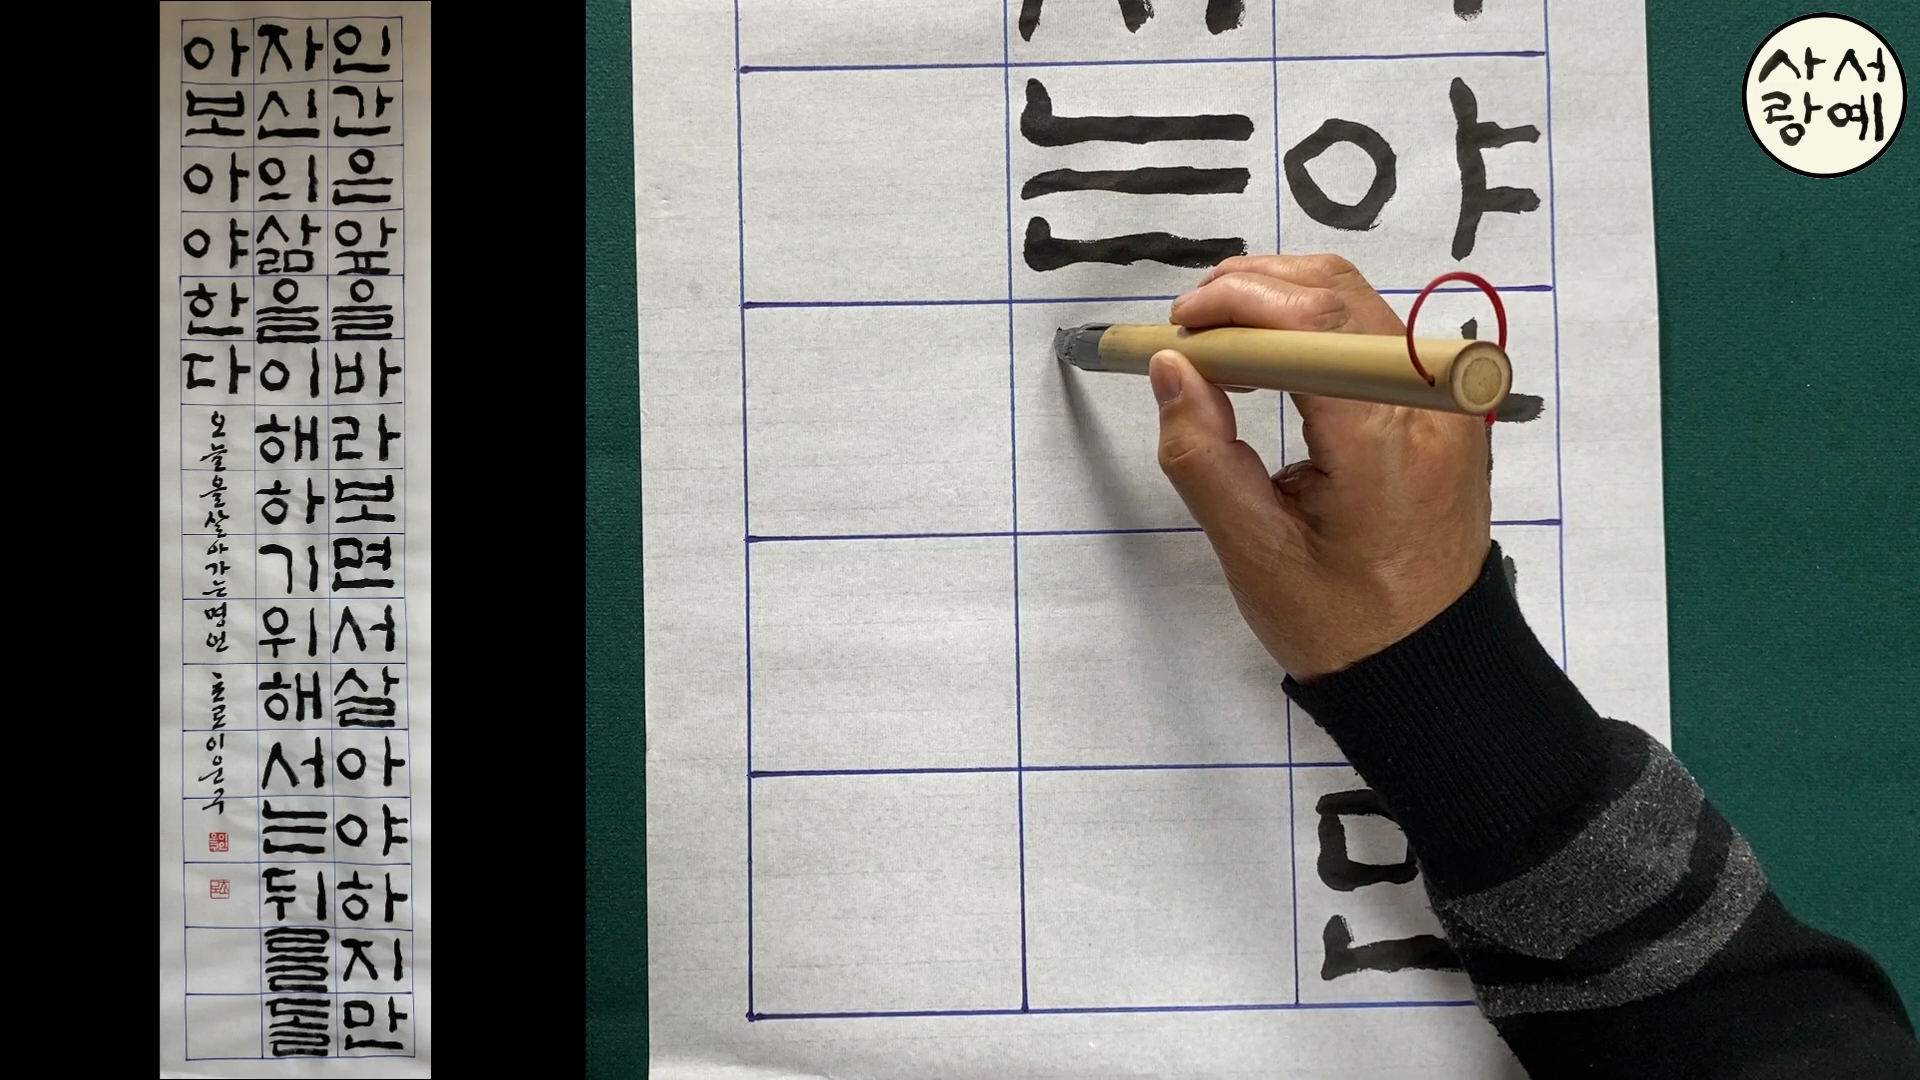 인간은앞을바라보면서살아야하지만
자신의삶을이해하기위해서는뒤를돌
아보아야한다
오늘을살아가는명언 초로
야
는
서예
사랑